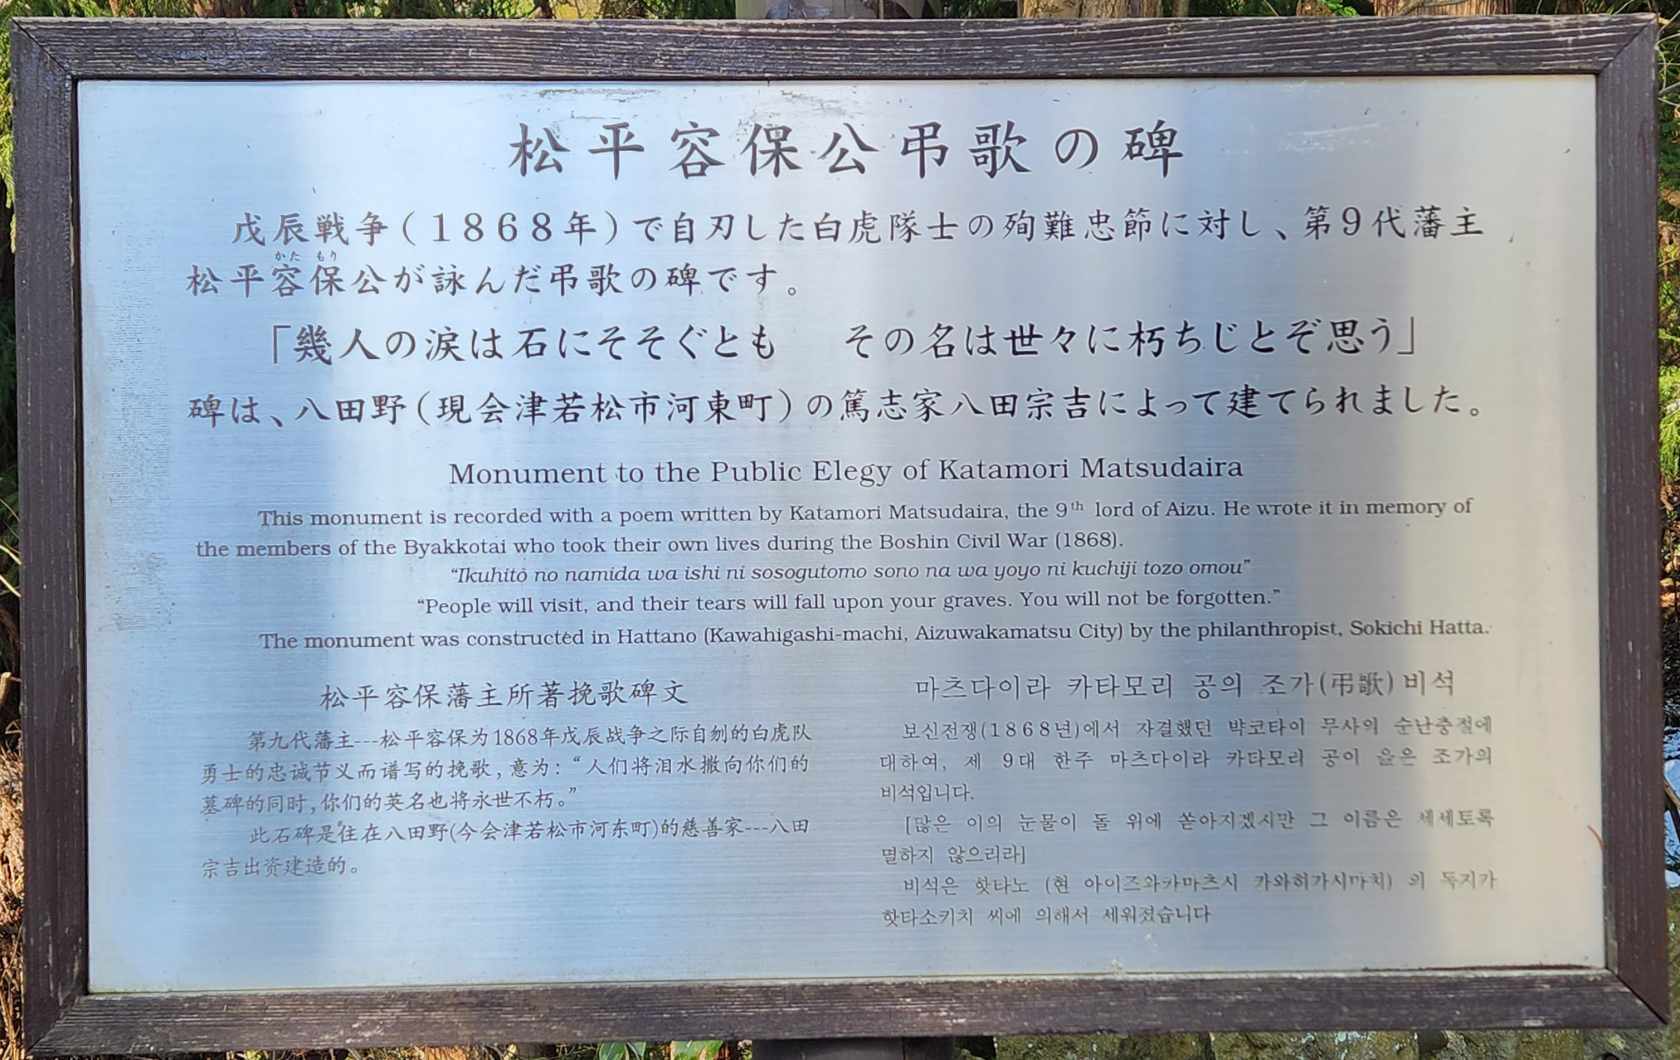 松平容保公弔歌の碑
戊辰戦争(1868年)で自刃した白虎隊士の殉難忠節に対し、第9代藩主
かた もり
松平容保公が詠んだ弔歌の碑です。
「幾人の涙は石にそそぐとも その名は世々に朽ちじとぞ思う」
碑は、八田野(現会津若松市河東町)の篤志家八田宗吉によって建てられました。
Monument to the Public Elegy of Katamori Matsudaira
This monument is recorded with a poem written by Katamori Matsudaira, the 9th lord of Aizu. He wrote it in memory of
the members of the Byakkotai who took their own lives during the Boshin Civil War (1868).
“Ikuhito no namida wa ishi ni sosogutomo sono na wa yoyo ni kuchiji tozo omou”
“People will visit, and their tears will fall upon your graves. You will not be forgotten.”
The monument was constructed in Hattano (Kawahigashi-machi, Aizuwakamatsu City) by the philanthropist, Sokichi Hatta.
松平容保藩主所著挽歌碑文
第九代藩主---松平容保为1868年戊辰战争之际自刎的白虎队
勇士的忠诚节义而谱写的挽歌,意为:“人们将泪水撒向你们的
墓碑的同时,你们的英名也将永世不朽。”
此石碑是住在八田野(今会津若松市河东町)的慈善家---八田
宗吉出资建造的。
마츠다이라 카타모리 공의 조가(弔歌)비석
보신전쟁(1868년)에서 자결했던 뱍코타이 무사의 순난충절에
대하여, 제 9대 한주 마츠다이라 카타모리 공이 읊은 조가의
비석입니다.
[많은 이의 눈물이 돌 위에 쏟아지겠시만 그 이름은 세세토록
멸하지 않으리라]
비석은 핫타노 (현 아이즈와카마츠시 카와히가시마치) 의 독지가
핫타소키치 씨에 의해서 세워졌습니다